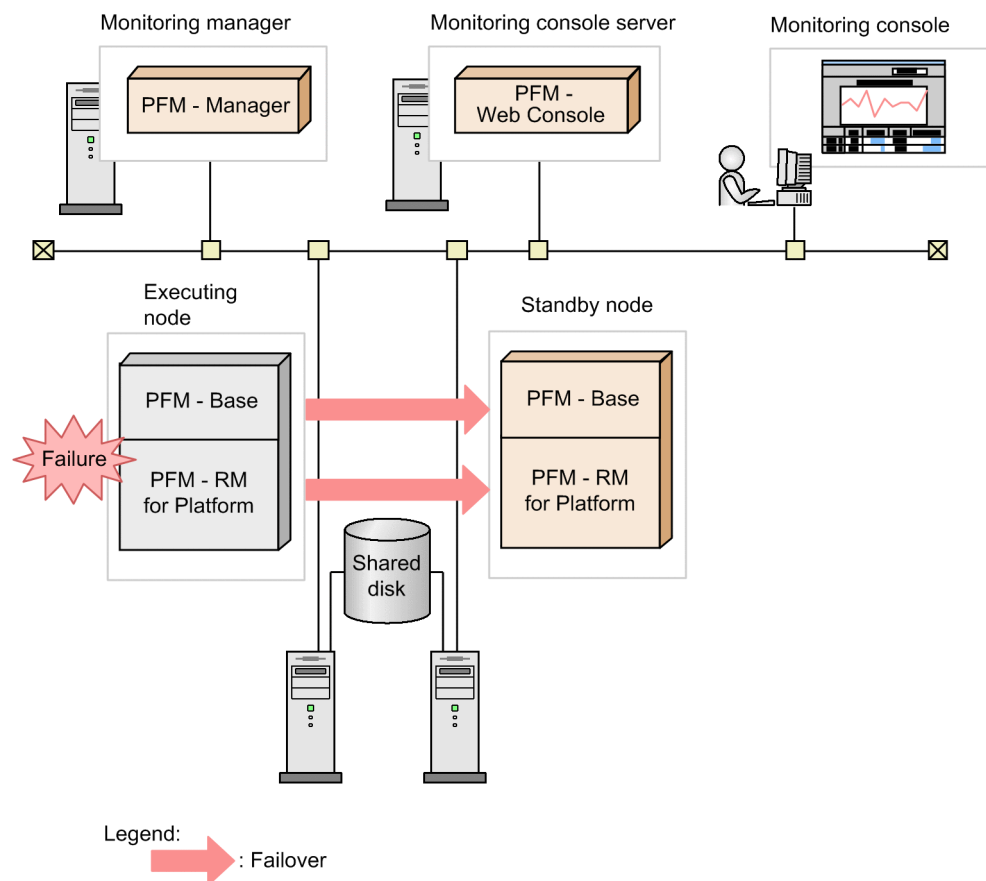 Monitoring manager
Monitoring console server
Monitoring console
PFM - Manager
PFM -
Web Console
Executing
node
Standby node
PFM - Base
PFM - Base
Failure
PFM - RM
for Platform
PFM - RM
for Platform
Shared
disk
Legend:
: Failover